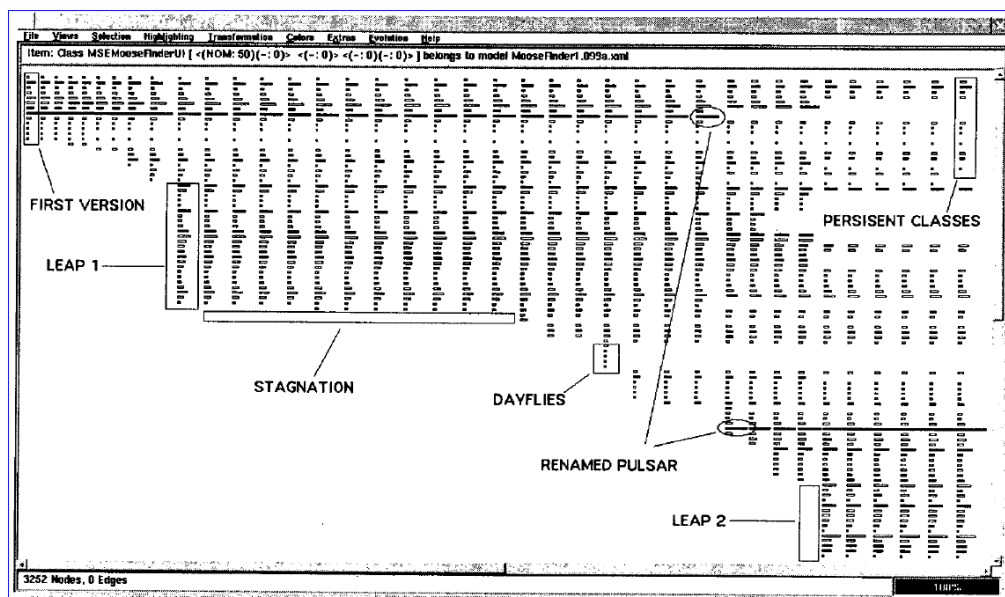 File Views Selection Highlighting Transformation Colors Extras Evolution Help
Item: Class MSEMooseFinderUI [ <(NOM: 50)(-: 0)> <(-: 0)> <(-: 0)(-: 0)> ] belongs to model MooseFinder1.099a.xml
FIRST VERSION
PERSISENT CLASSES
LEAP 1
STAGNATION
DAYFLIES
RENAMED PULSAR
LEAP 2
3252 Nodes, 0 Edges
100%